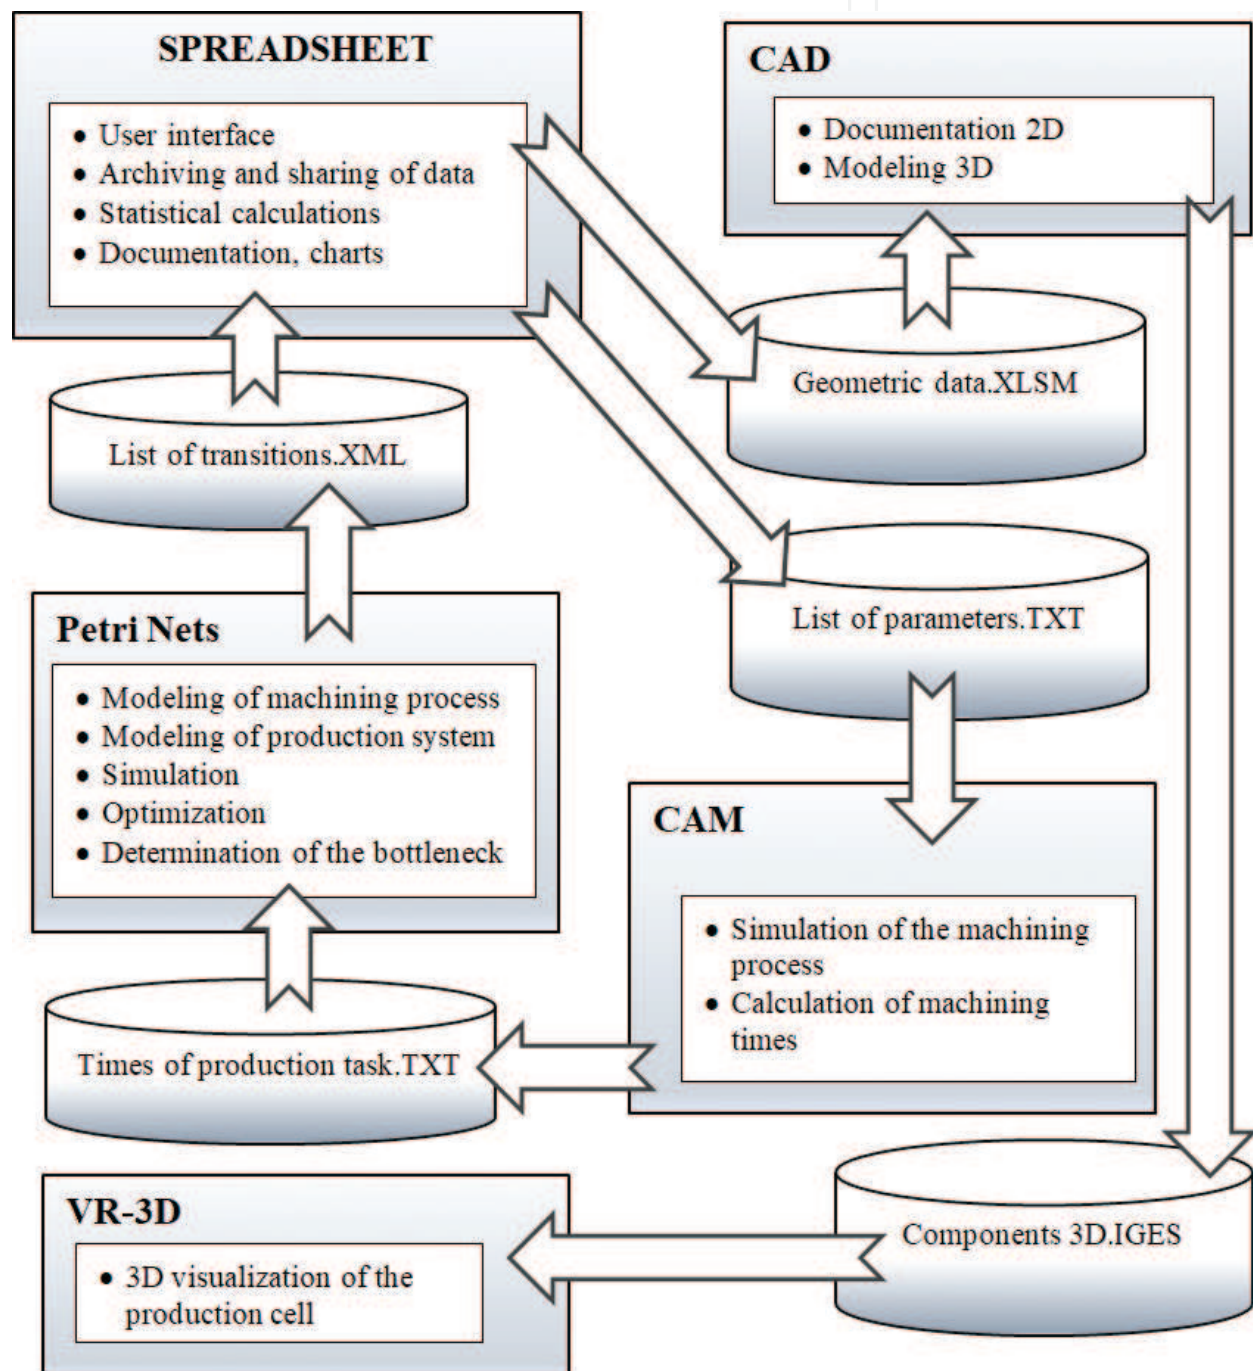 SPREADSHEET
• User interface
• Archiving and sharing of data
• Statistical calculations
• Documentation, charts
CAD
• Documentation 2D
• Modeling 3D
Geometric data.XLSM
List of transitions.XML
List of parameters.TXT
Petri Nets
• Modeling of machining process
• Modeling of production system
• Simulation
• Optimization
• Determination of the bottleneck
CAM
• Simulation of the machining
process
• Calculation of machining
times
Times of production task.TXT
VR-3D
• 3D visualization of the
production cell
Components 3D.IGES